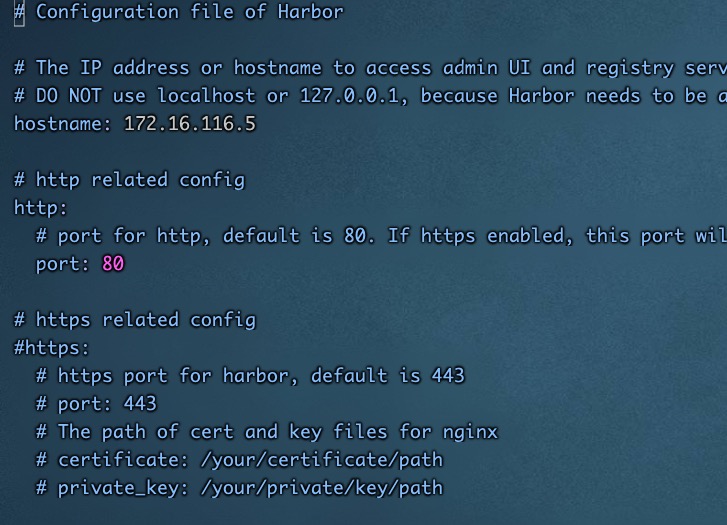 # Configuration file of Harbor
# The IP address or hostname to access admin UI and registry serv
# DO NOT use localhost or 127.0.0.1, because Harbor needs to be a
hostname: 172.16.116.5
# http related config
http:
# port for http, default is 80. If https enabled, this port wil
port: 80
# https related config
#https:
# https port for harbor, default is 443
# port: 443
# The path of cert and key files for nginx
# certificate: /your/certificate/path
# private_key: /your/private/key/path